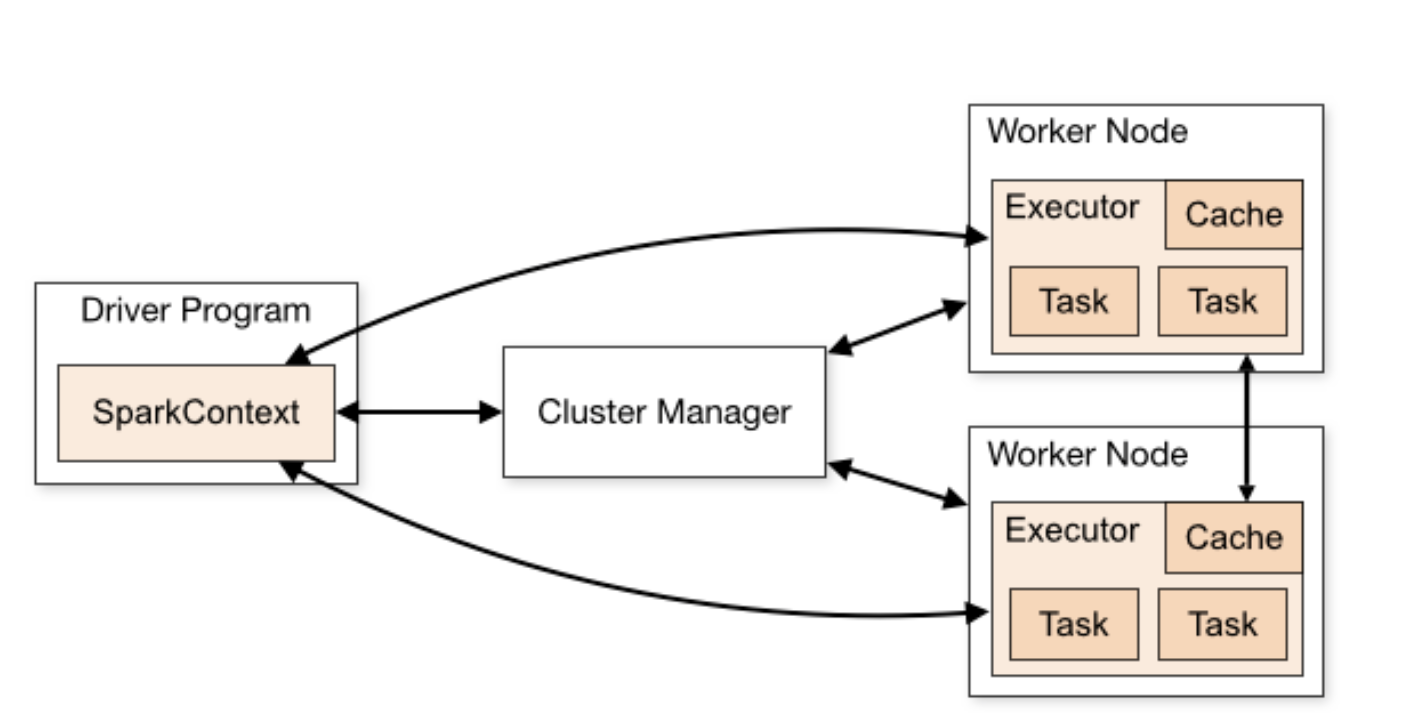 Driver Program
SparkContext
Cluster Manager
Worker Node
Executor
Cache
Task
Task
Worker Node
Executor
Cache
Task
Task